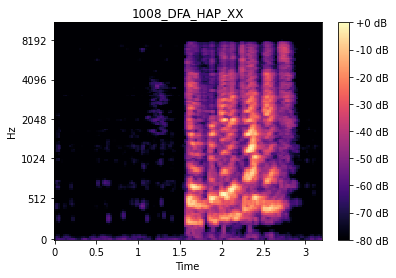 1008_DFA_HAP_XX
8192
4096
2048
1024
512
0
Hz
0 0.5 1 1.5 2 2.5 3
Time
+0 dB
-10 dB
-20 dB
-30 dB
-40 dB
-50 dB
-60 dB
-70 dB
-80 dB